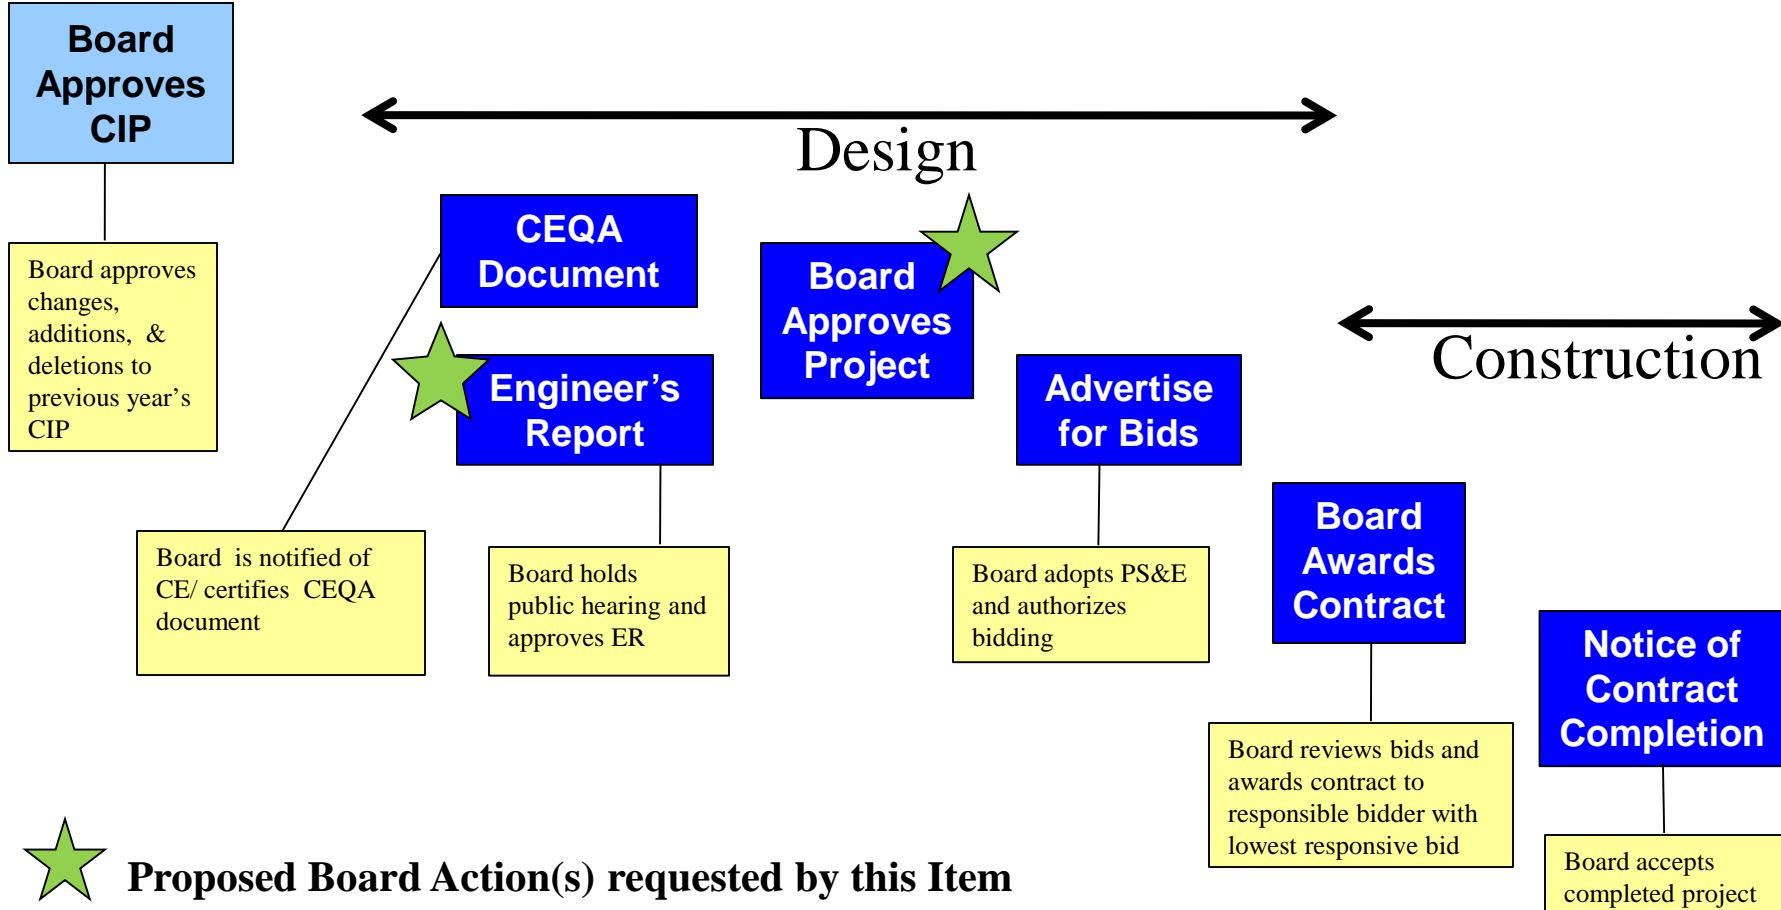 Board
Approves
CIP
Design
CEQA
Document
Board approves
changes,
additions, &
deletions to
previous year's
CIP
Board
Approves
Project
Construction
Engineer's
Report
Advertise
for Bids
Board is notified of
CE/ certifies CEQA
document
Board holds
public hearing and
approves ER
Board adopts PS&E
and authorizes
bidding
Board
Awards
Contract
Notice of
Contract
Completion
Board reviews bids and
awards contract to
responsible bidder with
lowest responsive bid
Board accepts
completed project
Proposed Board Action(s) requested by this Item